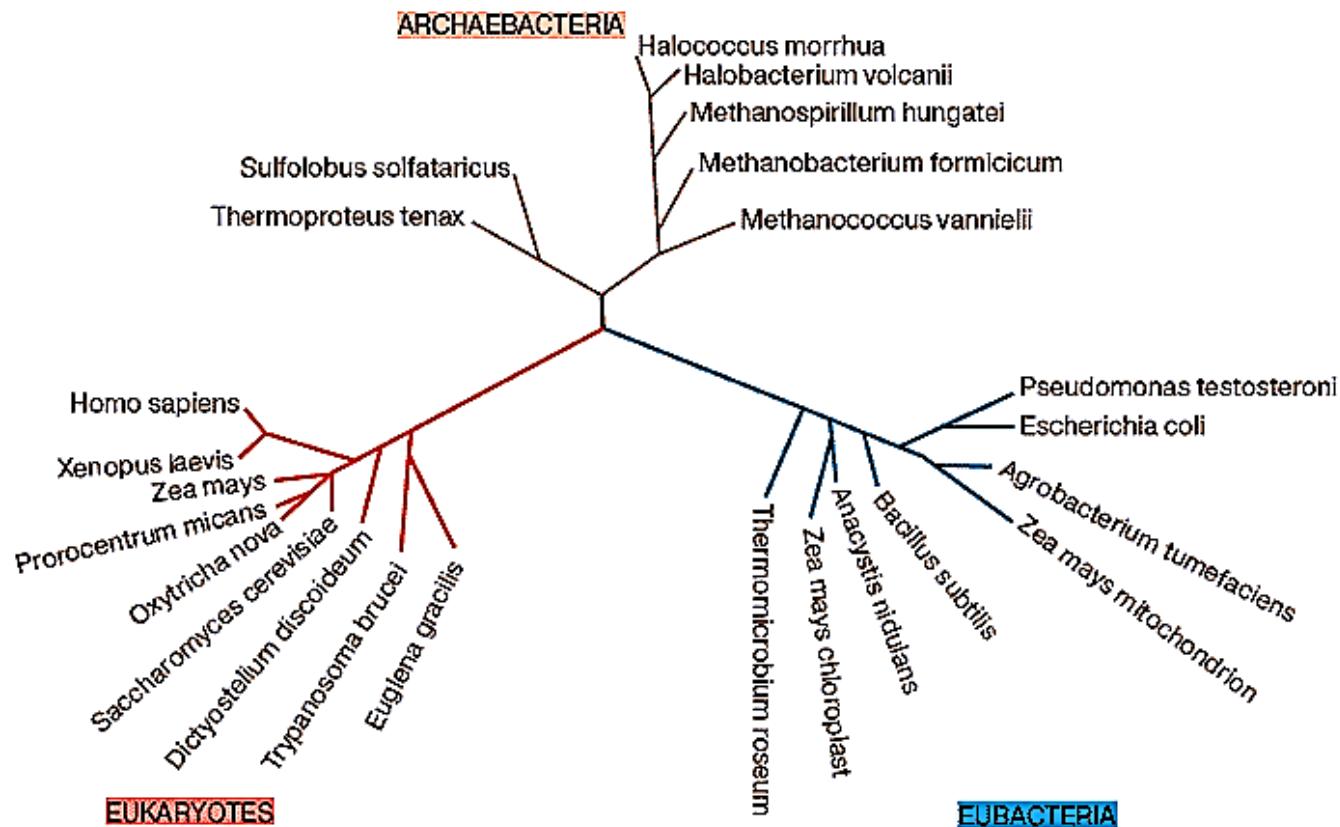 ARCHAEBACTERIA
Halococcus morrhua
Halobacterium volcanii
Methanospirillum hungatei
Methanobacterium formicicum
Methanococcus vannielii
Sulfolobus solfataricus
Thermoproteus tenax
Homo sapiens
Xenopus laevis
Zea mays
Prorocentrum micans
Oxytricha nova
Saccharomyces cerevisiae
Dictyostelium discoideum
Trypanosoma brucei
Euglena gracilis
Pseudomonas testosteroni
Escherichia coli
Agrobacterium tumefaciens
Zea mays mitochondrion
Bacillus subtilis
Anacystis nidulans
Zea mays chloroplast
Thermomicrobium roseum
EUKARYOTES
EUBACTERIA